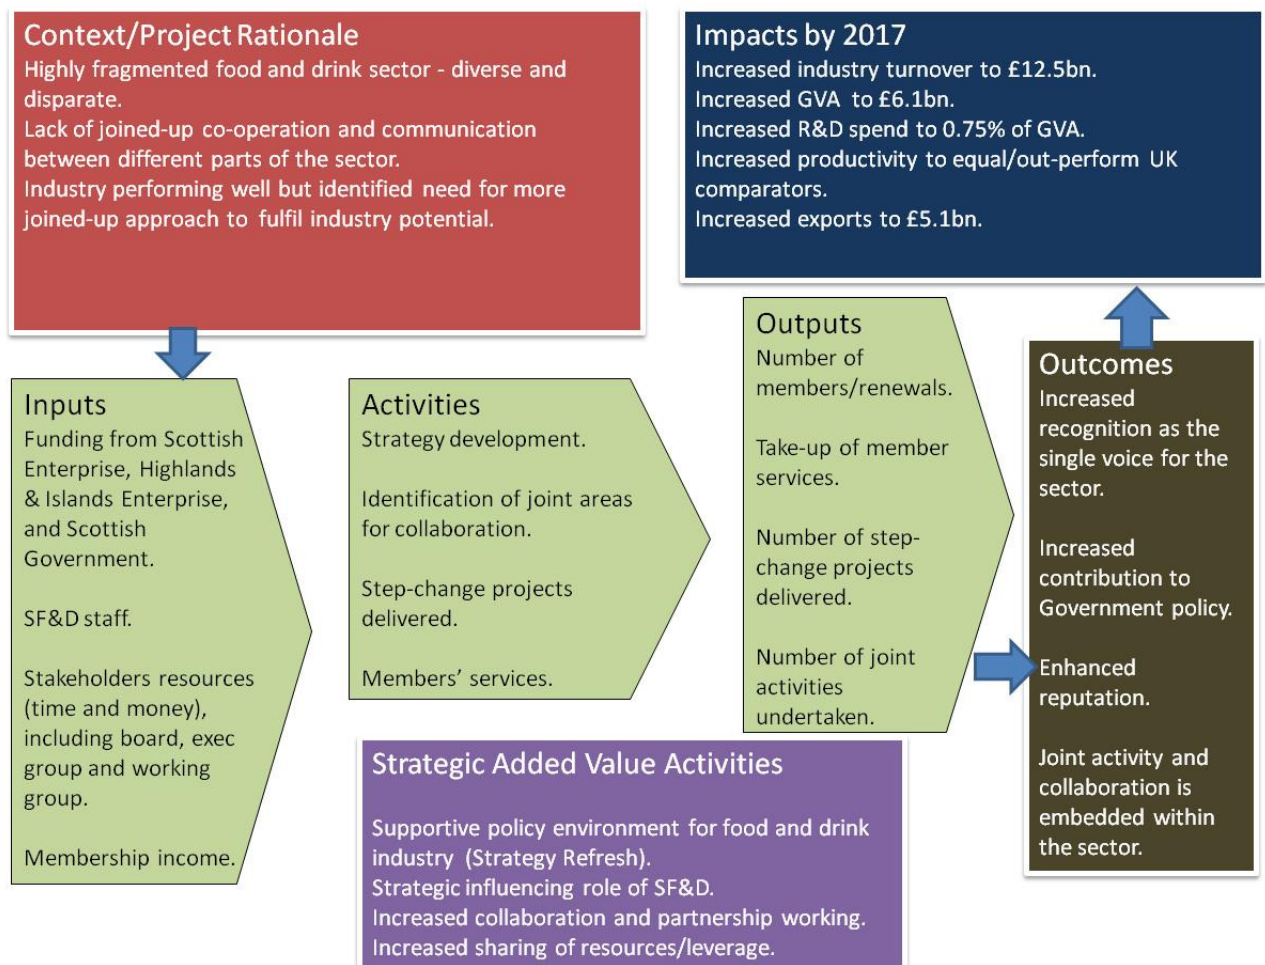 Context/Project Rationale
Highly fragmented food and drink sector - diverse and
disparate.
Lack of joined-up co-operation and communication
between different parts of the sector.
Industry performing well but identified need for more
joined-up approach to fulfil industry potential.
Impacts by 2017
Increased industry turnover to £12.5bn.
Increased GVA to £6.1bn.
Increased R&D spend to 0.75% of GVA.
Increased productivity to equal/out-perform UK
comparators.
Increased exports to £5.1bn.
Inputs
Funding from Scottish
Enterprise, Highlands
& Islands Enterprise,
and Scottish
Government.
SF&D staff.
Stakeholders resources
(time and money),
including board, exec
group and working
group.
Membership income.
Activities
Strategy development.
Identification of joint areas
for collaboration.
Step-change projects
delivered.
Members' services.
Outputs
Number of
members/renewals.
Take-up of member
services.
Number of step-
change projects
delivered.
Number of joint
activities
undertaken.
Outcomes
Increased
recognition as the
single voice for the
sector.
Increased
contribution to
Government policy.
Enhanced
reputation.
Joint activity and
collaboration is
embedded within
the sector.
Strategic Added Value Activities
Supportive policy environment for food and drink
industry (Strategy Refresh).
Strategic influencing role of SF&D.
Increased collaboration and partnership working.
Increased sharing of resources/leverage.